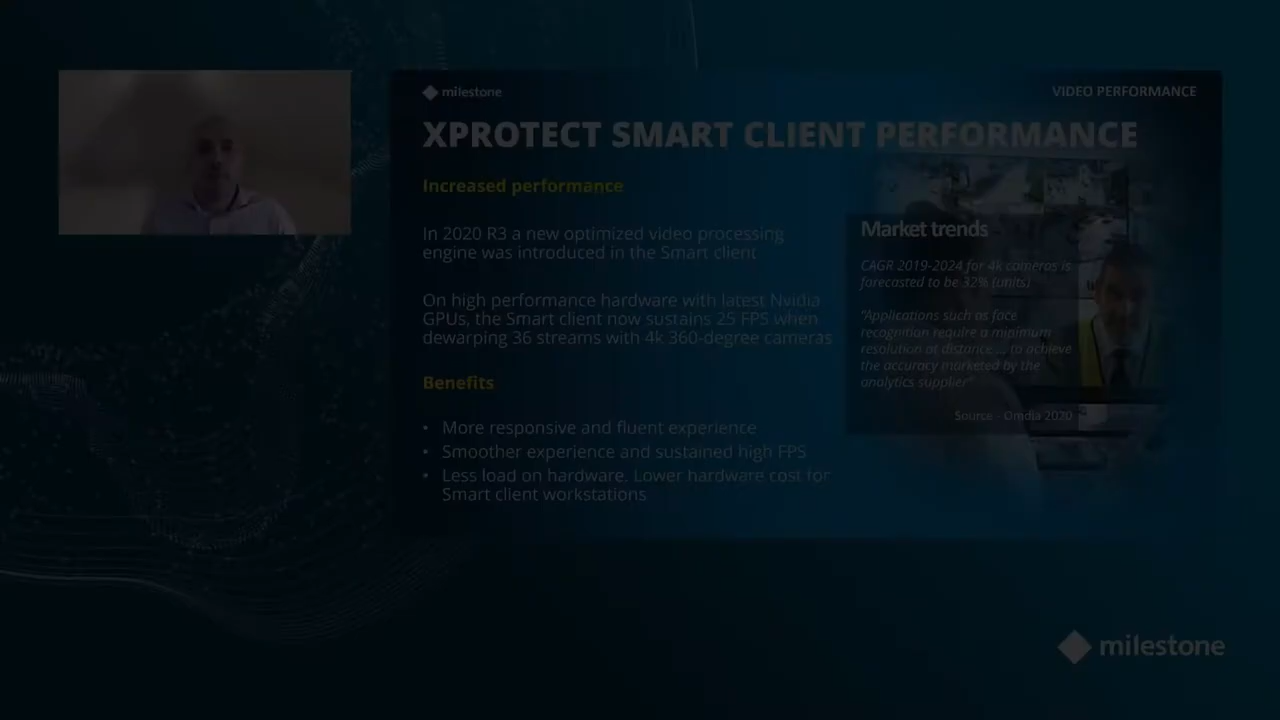 milestone
VIDEO PERFORMANCE
XPROTECT SMART CLIENT PERFORMANCE
Increased performance
In 2020 R3 a new optimized video processing
engine was introduced in the Smart client
On high performance hardware with latest Nvidia
GPUs, the Smart client now sustains 25 FPS when
dewarping 36 streams with 4k 360-degree cameras
Benefits
• More responsive and fluent experience
• Smoother experience and sustained high FPS
• Less load on hardware. Lower hardware cost for
Smart client workstations
Market trends
CAGR 2019-2024 for 4k cameras is
forecasted to be 32% (units)
"Applications such as face
recognition require a minimum
resolution at distance ... to achieve
the accuracy marketed by the
analytics supplier"
Source - Omdia 2020
milestone